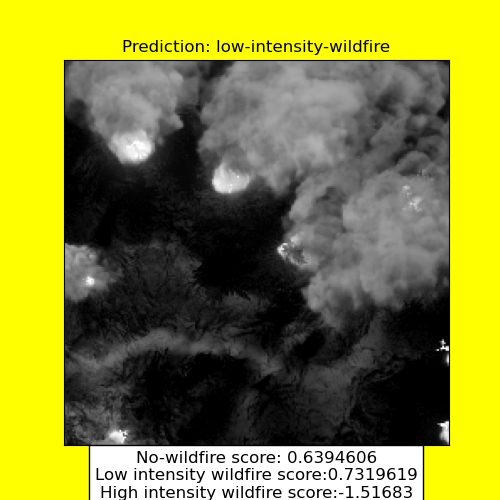 Prediction: low-intensity-wildfire
No-wildfire score: 0.6394606
Low intensity wildfire score:0.7319619
High intensity wildfire score:-1.51683